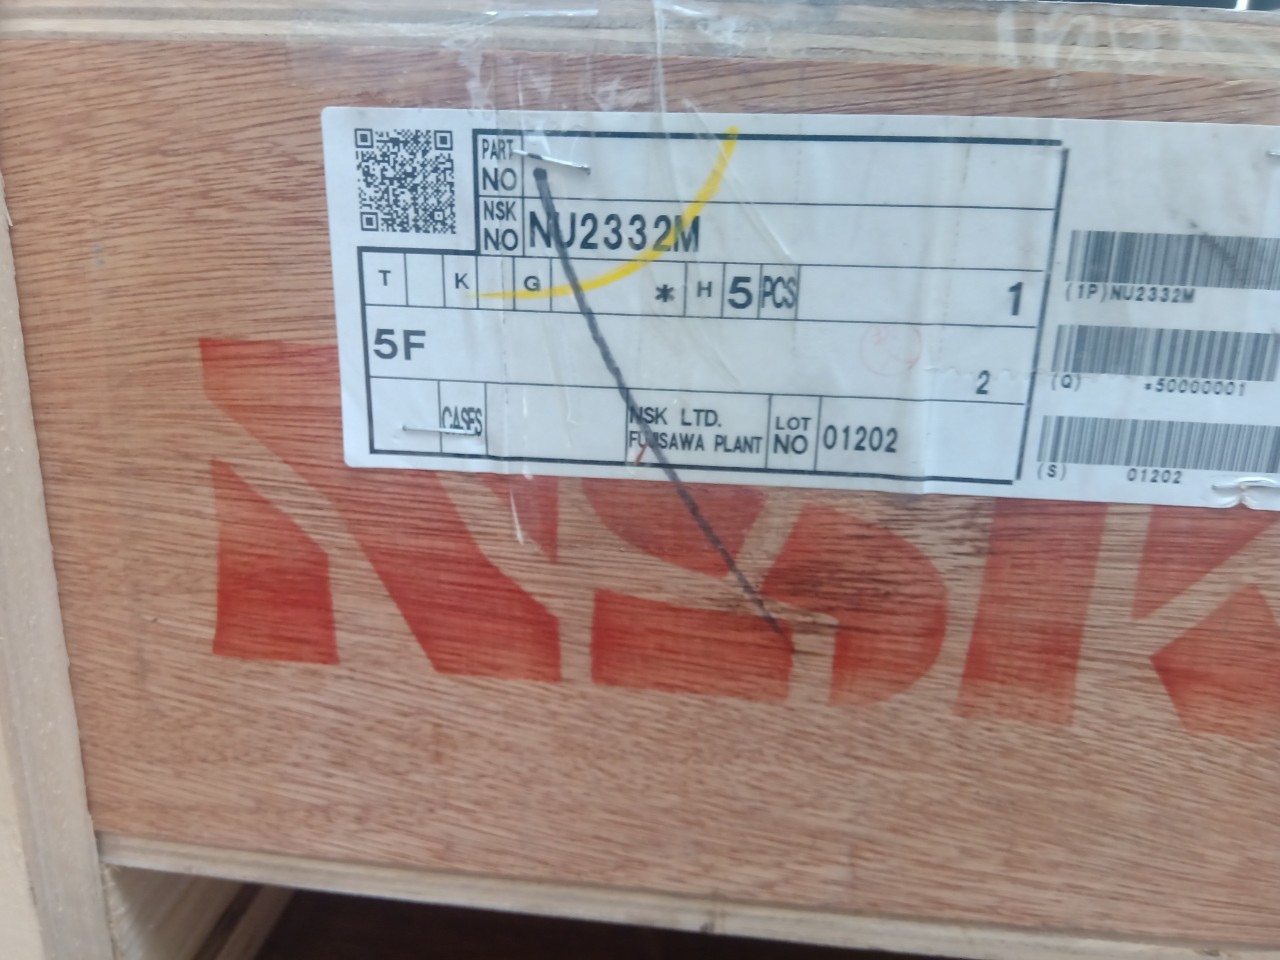 PART
NO
NSK
NO NU2332M
T K G * H 5 PCS 1
5F
2
CASES
NSK LTD.
FUJISAWA PLANT
LOT
NO 01202
(1P)NU2332M
(Q) *50000001
(S) 01202
NSK